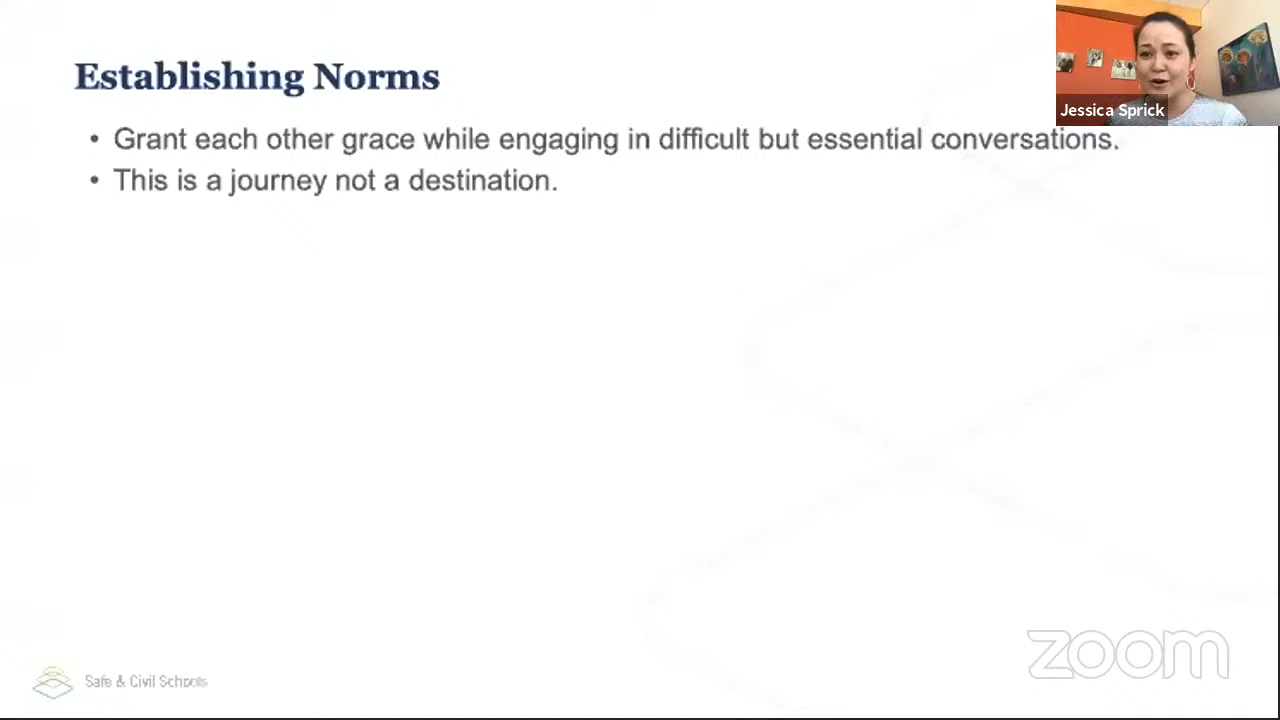 Establishing Norms
Jessica Sprick
• Grant each other grace while engaging in difficult but essential conversations.
• This is a journey not a destination.
Safe & Civil Schools
zoom